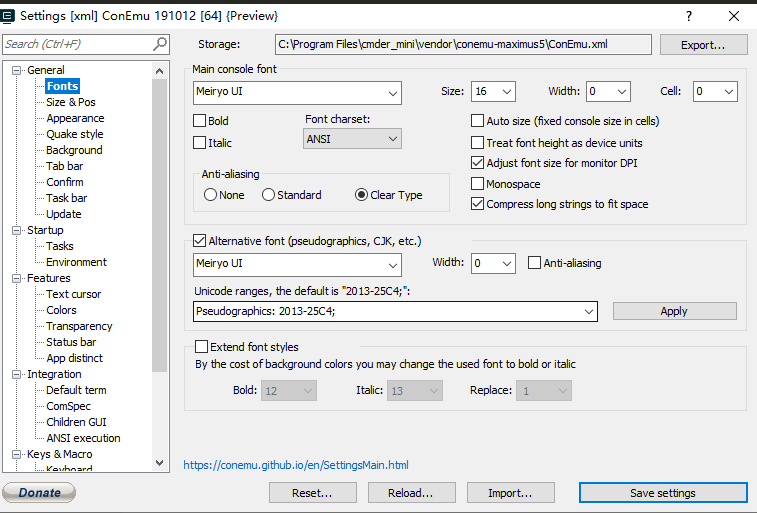 Settings [xml] ConEmu 191012 [64] {Preview}
Search (Ctrl+F)
Storage: C:\Program Files\cmder_mini\vendor\conemu-maximus5\ConEmu.xml Export...
General
Fonts
Size & Pos
Appearance
Quake style
Background
Tab bar
Confirm
Task bar
Update
Startup
Tasks
Environment
Features
Text cursor
Colors
Transparency
Status bar
App distinct
Integration
Default term
ComSpec
Children GUI
ANSI execution
Keys & Macro
Keyboard
Main console font
Meiryo UI Size: 16 Width: 0 Cell: 0
Bold Font charset: Auto size (fixed console size in cells)
Italic ANSI Treat font height as device units
Adjust font size for monitor DPI
Anti-aliasing Monospace
None Standard Clear Type Compress long strings to fit space
Alternative font (pseudographics, CJK, etc.)
Meiryo UI Width: 0 Anti-aliasing
Unicode ranges, the default is "2013-25C4;":
Pseudographics: 2013-25C4; Apply
Extend font styles
By the cost of background colors you may change the used font to bold or italic
Bold: 12 Italic: 13 Replace: 1
https://conemu.github.io/en/SettingsMain.html
Donate Reset... Reload... Import... Save settings